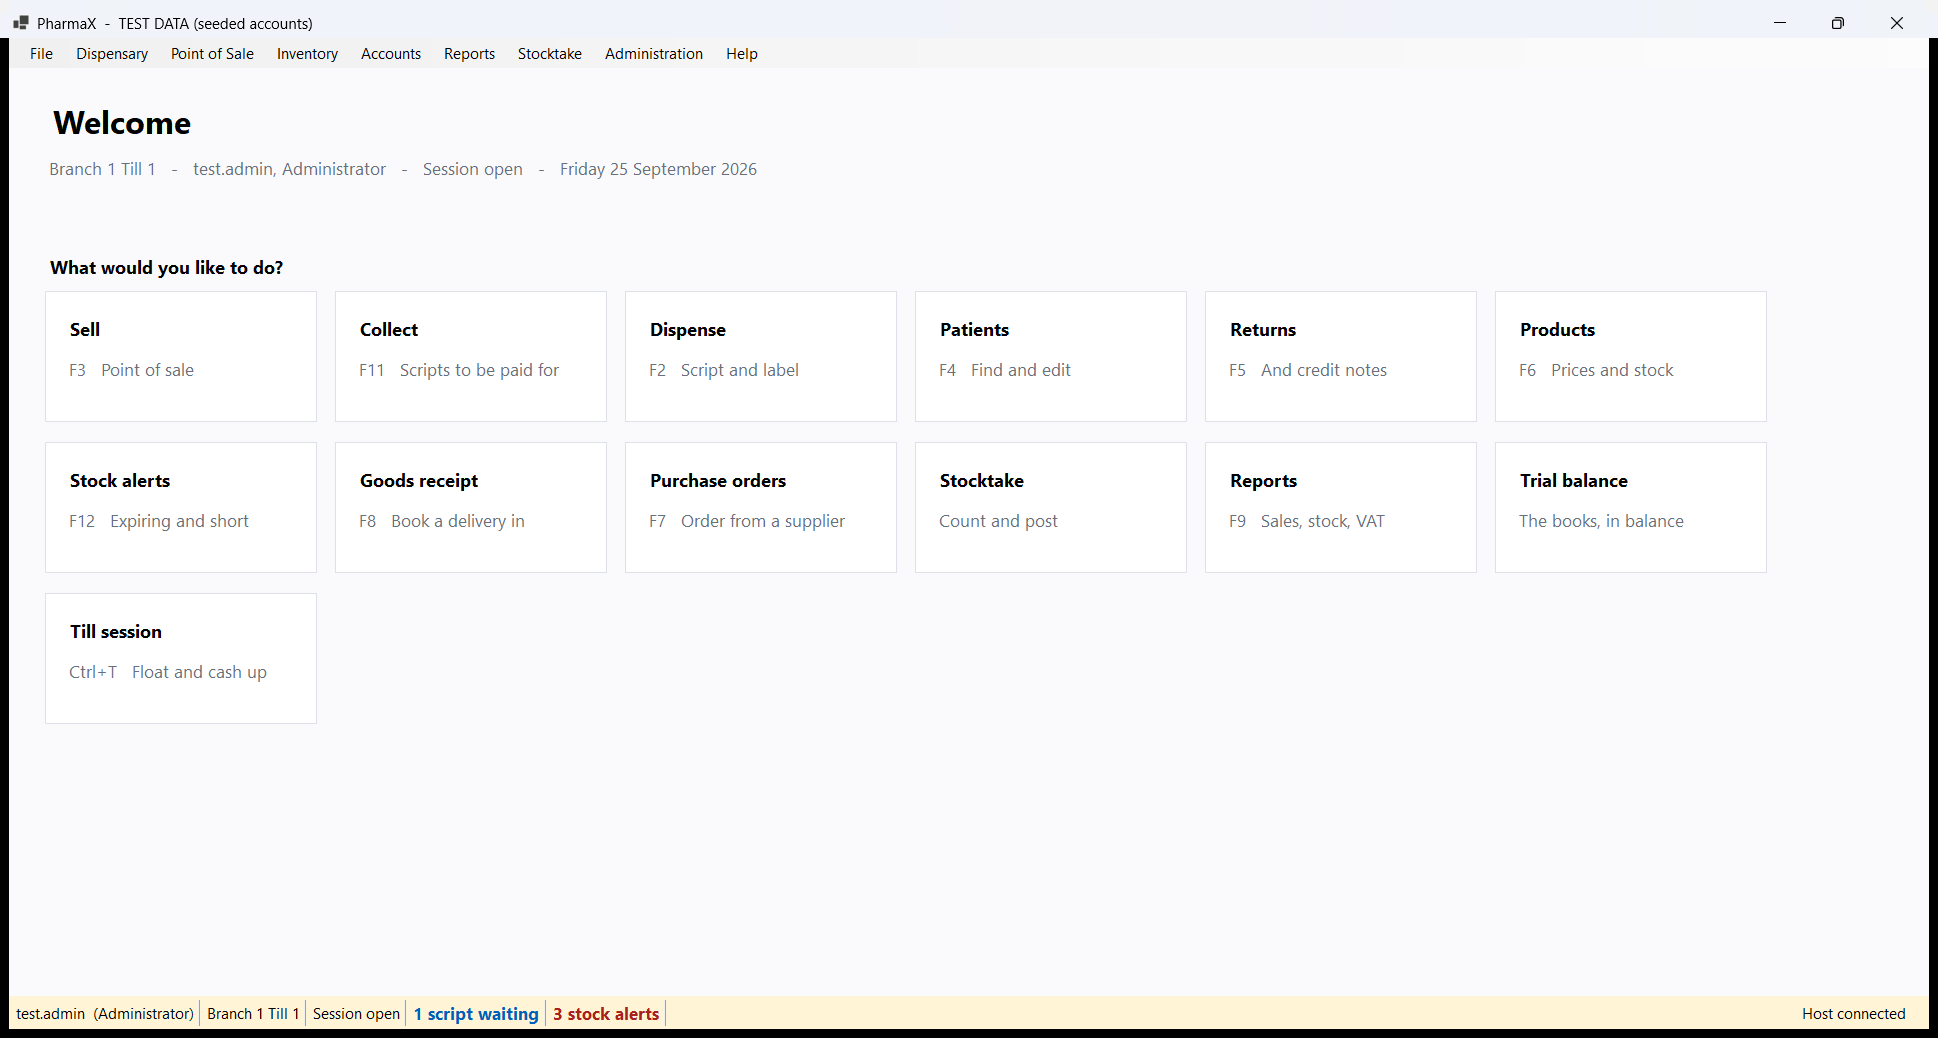 PharmaX - TEST DATA (seeded accounts)
File Dispensary Point of Sale Inventory Accounts Reports Stocktake Administration Help
Welcome
Branch 1 Till 1 - test.admin, Administrator - Session open - Friday 25 September 2026
What would you like to do?
Sell
F3 Point of sale
Collect
F11 Scripts to be paid for
Dispense
F2 Script and label
Patients
F4 Find and edit
Returns
F5 And credit notes
Products
F6 Prices and stock
Stock alerts
F12 Expiring and short
Goods receipt
F8 Book a delivery in
Purchase orders
F7 Order from a supplier
Stocktake
Count and post
Reports
F9 Sales, stock, VAT
Trial balance
The books, in balance
Till session
Ctrl+T Float and cash up
test.admin (Administrator) Branch 1 Till 1 Session open 1 script waiting 3 stock alerts Host connected